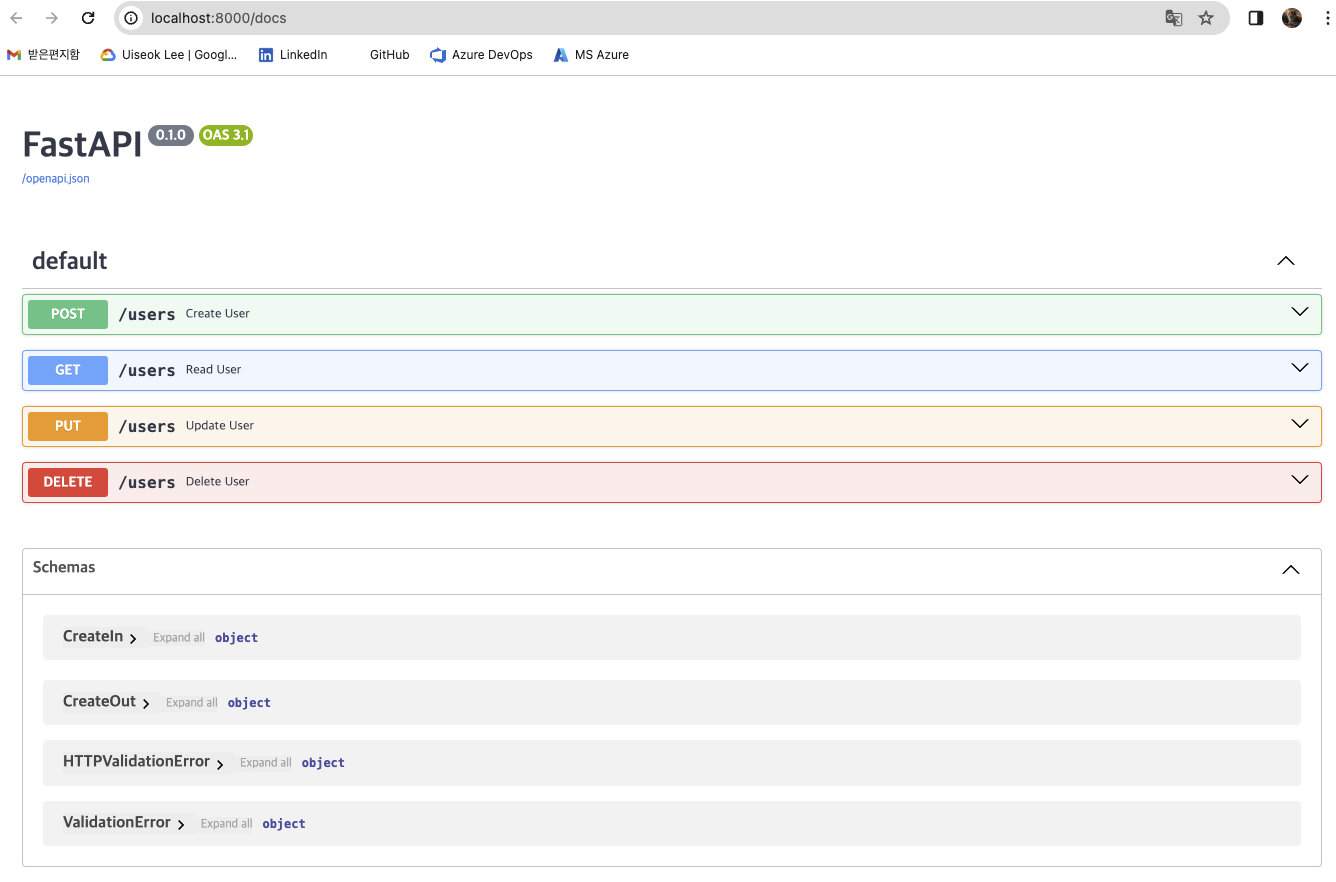 localhost:8000/docs
받은편지함 Uiseok Lee | Googl... LinkedIn GitHub Azure DevOps MS Azure
FastAPI 0.1.0 OAS 3.1
/openapi.json
default
POST /users Create User
GET /users Read User
PUT /users Update User
DELETE /users Delete User
Schemas
CreateIn Expand all object
CreateOut Expand all object
HTTPValidationError Expand all object
ValidationError Expand all object